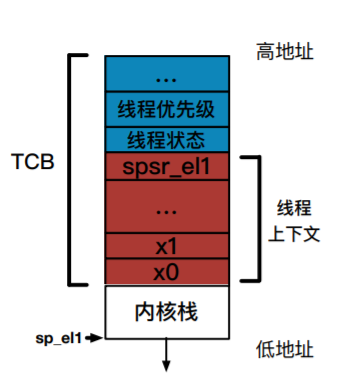 高地址
...
线程优先级
线程状态
TCB
spsr_el1
...
线程
上下文
x1
x0
内核栈
sp_el1
低地址